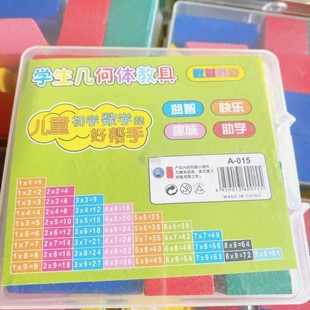 学生几何体教具
益智 快乐
儿童初学数学的
好帮手
趣味 助学
A-015
MADE IN CHINA
1×1=1
1×2=2 2×2=4
1×3=3 2×3=6 3×3=9
1×4=4 2×4=8 3×4=12 4×4=16
1×5=5 2×5=10 3×5=15 4×5=20 5×5=25
1×6=6 2×6=12 3×6=18 4×6=24 5×6=30 6×6=36
1×7=7 2×7=14 3×7=21 4×7=28 5×7=35 6×7=42 7×7=49
1×8=8 2×8=16 3×8=24 4×8=32 5×8=40 6×8=48 7×8=56 8×8=64
1×9=9 2×9=18 3×9=27 4×9=36 5×9=45 6×9=54 7×9=63 8×9=72 9×9=81